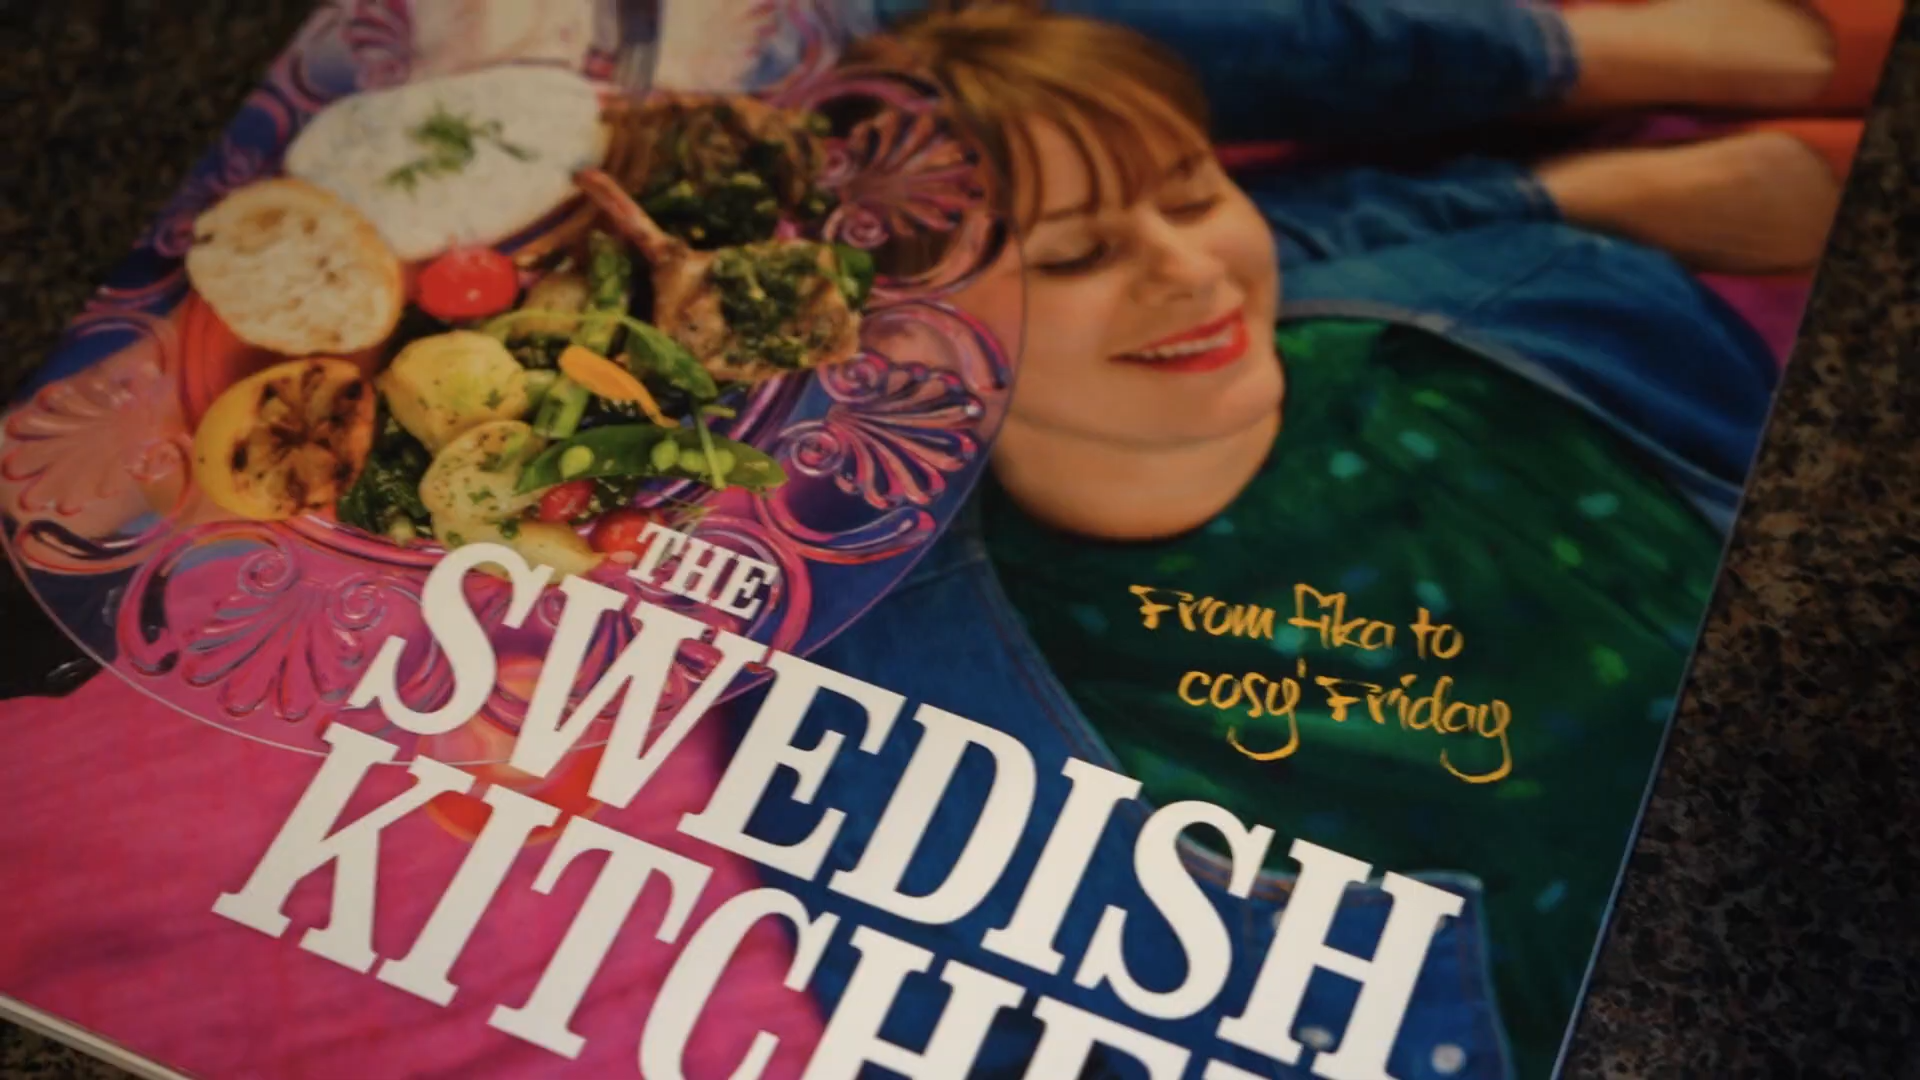 THE
SWEDISH
KITCHEN
From fika to
cosy Friday